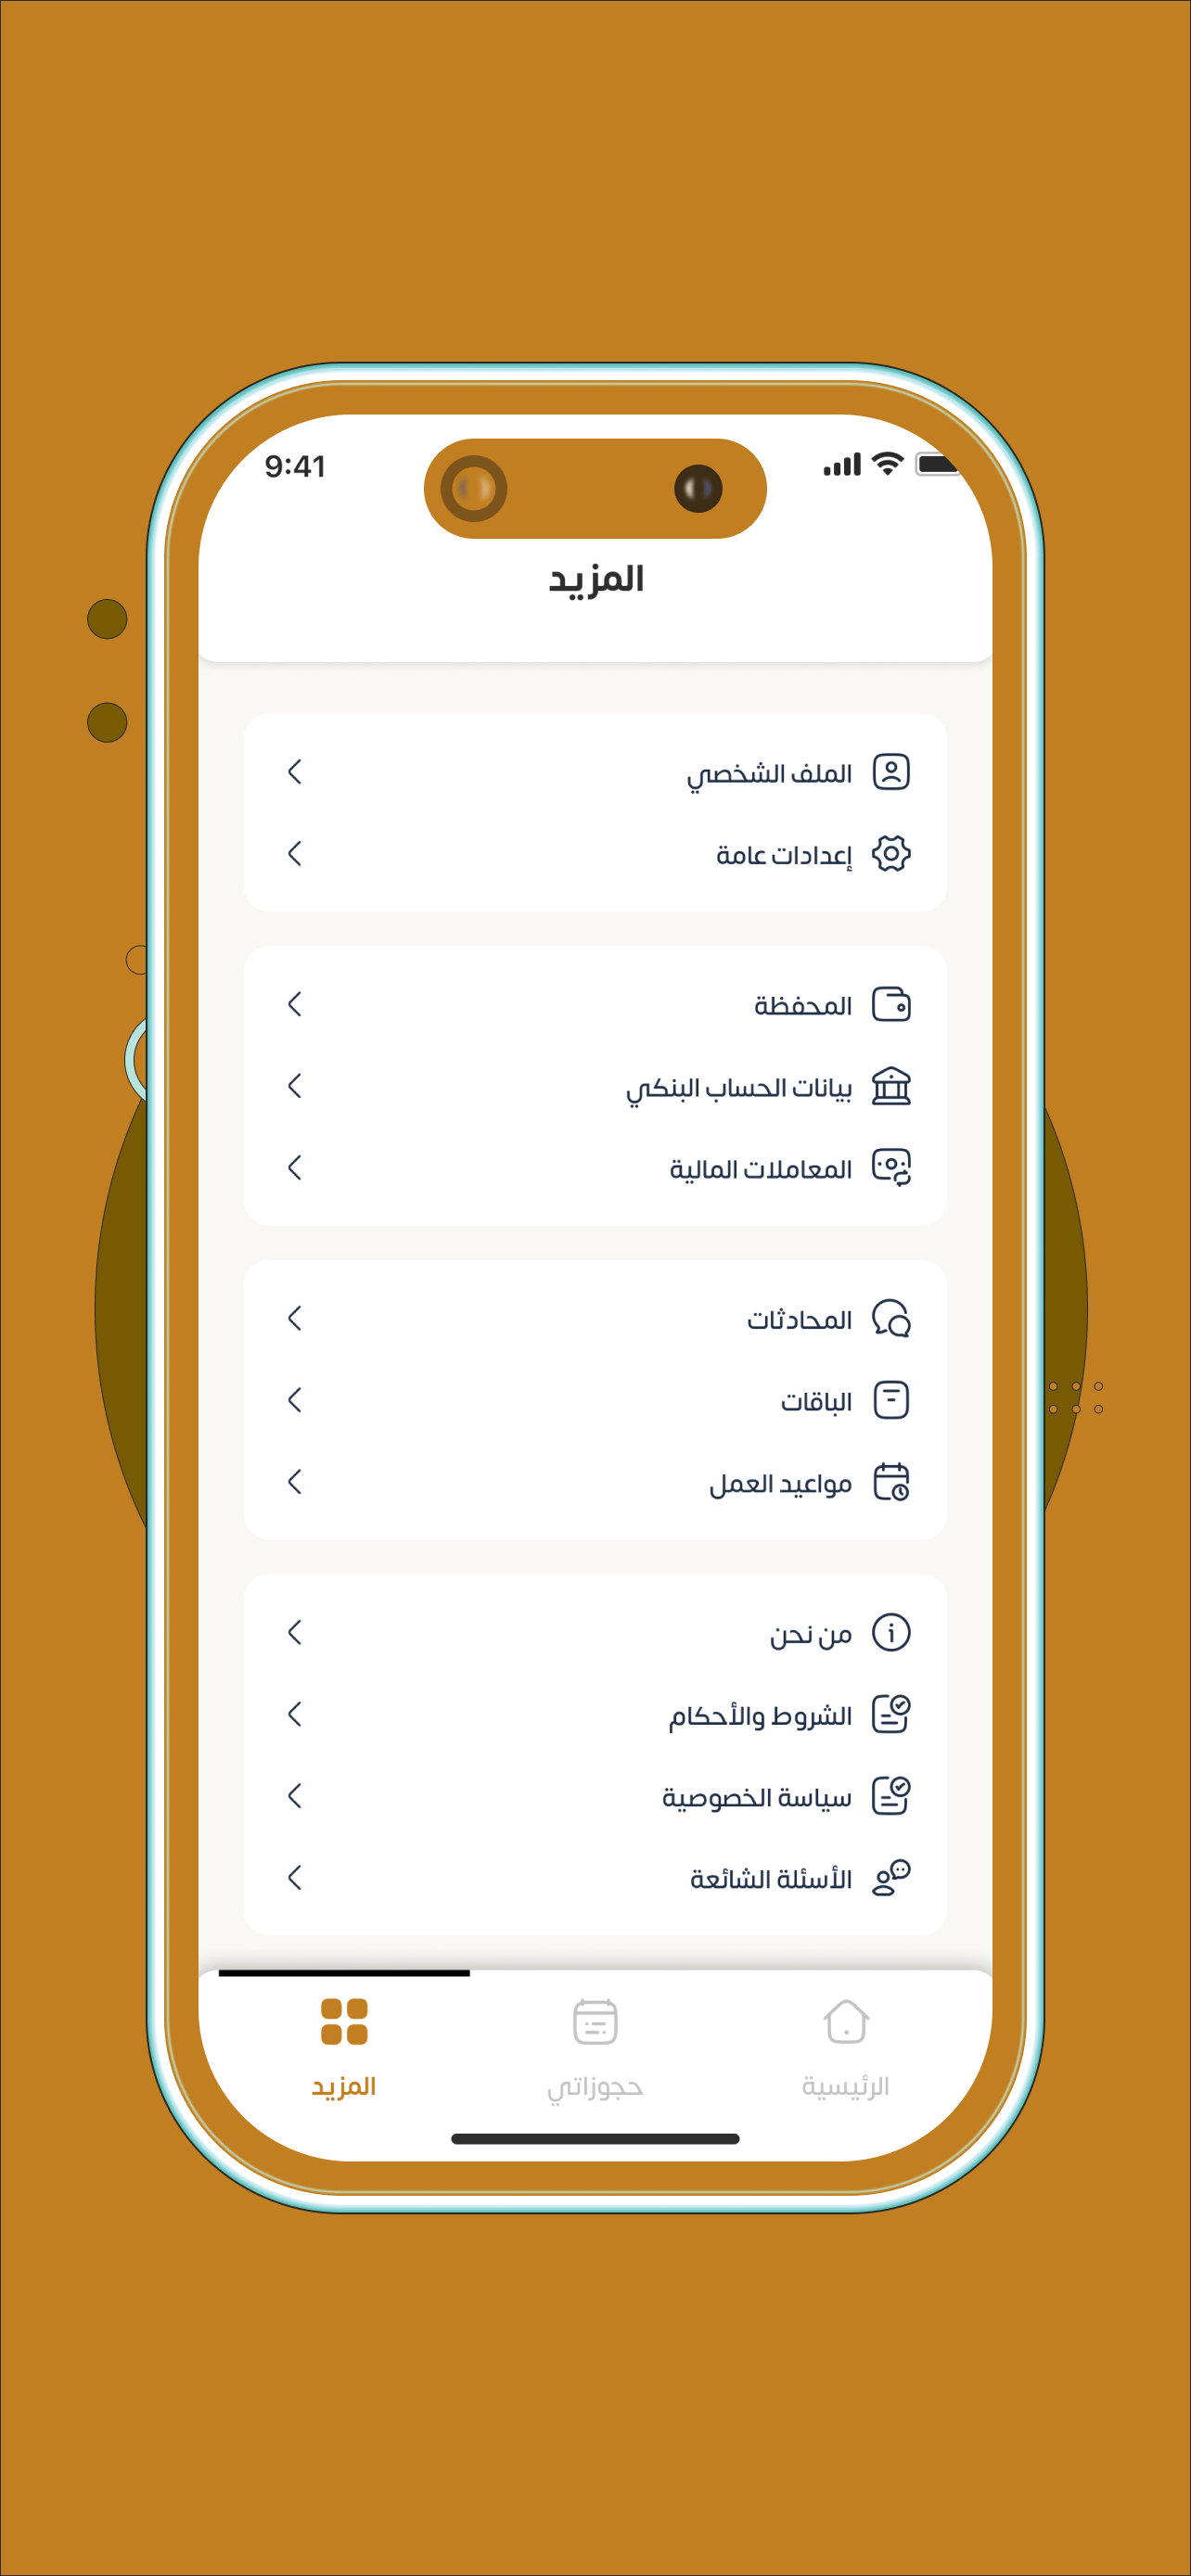 9:41
المزيد
الملف الشخصي
إعدادات عامة
المحفظة
بيانات الحساب البنكي
المعاملات المالية
المحادثات
الباقات
مواعيد العمل
من نحن
الشروط والأحكام
سياسة الخصوصية
الأسئلة الشائعة
الرئيسية
حجوزاتي
المزيد